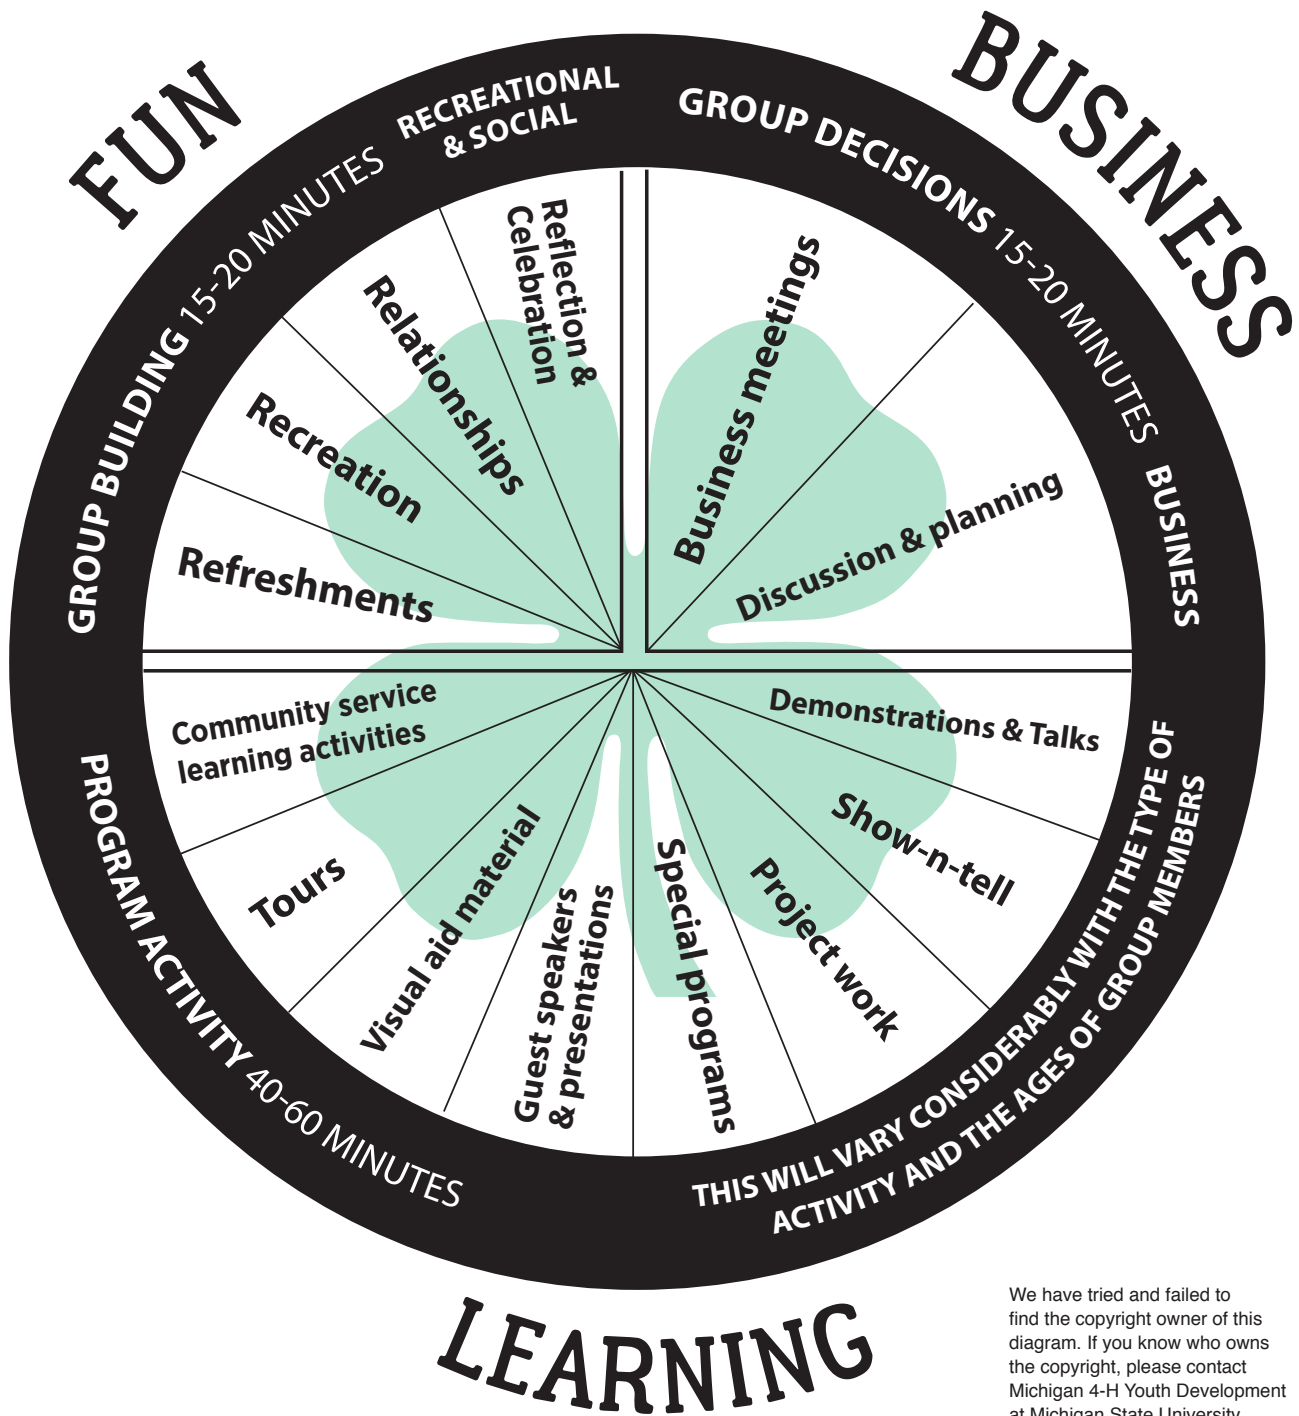 FUN
BUSINESS
RECREATIONAL
& SOCIAL
GROUP BUILDING 15-20 MINUTES
GROUP DECISIONS 15-20 MINUTES
BUSINESS
Reflection &
Celebration
Relationships
Recreation
Refreshments
Business meetings
Discussion & planning
Community service
learning activities
Tours
Visual aid material
Guest speakers
& presentations
Special programs
Project work
Show-n-tell
Demonstrations & Talks
PROGRAM ACTIVITY 40-60 MINUTES
THIS WILL VARY CONSIDERABLY WITH THE TYPE OF
ACTIVITY AND THE AGES OF GROUP MEMBERS
LEARNING
We have tried and failed to
find the copyright owner of this
diagram. If you know who owns
the copyright, please contact
Michigan 4-H Youth Development
at Michigan State University